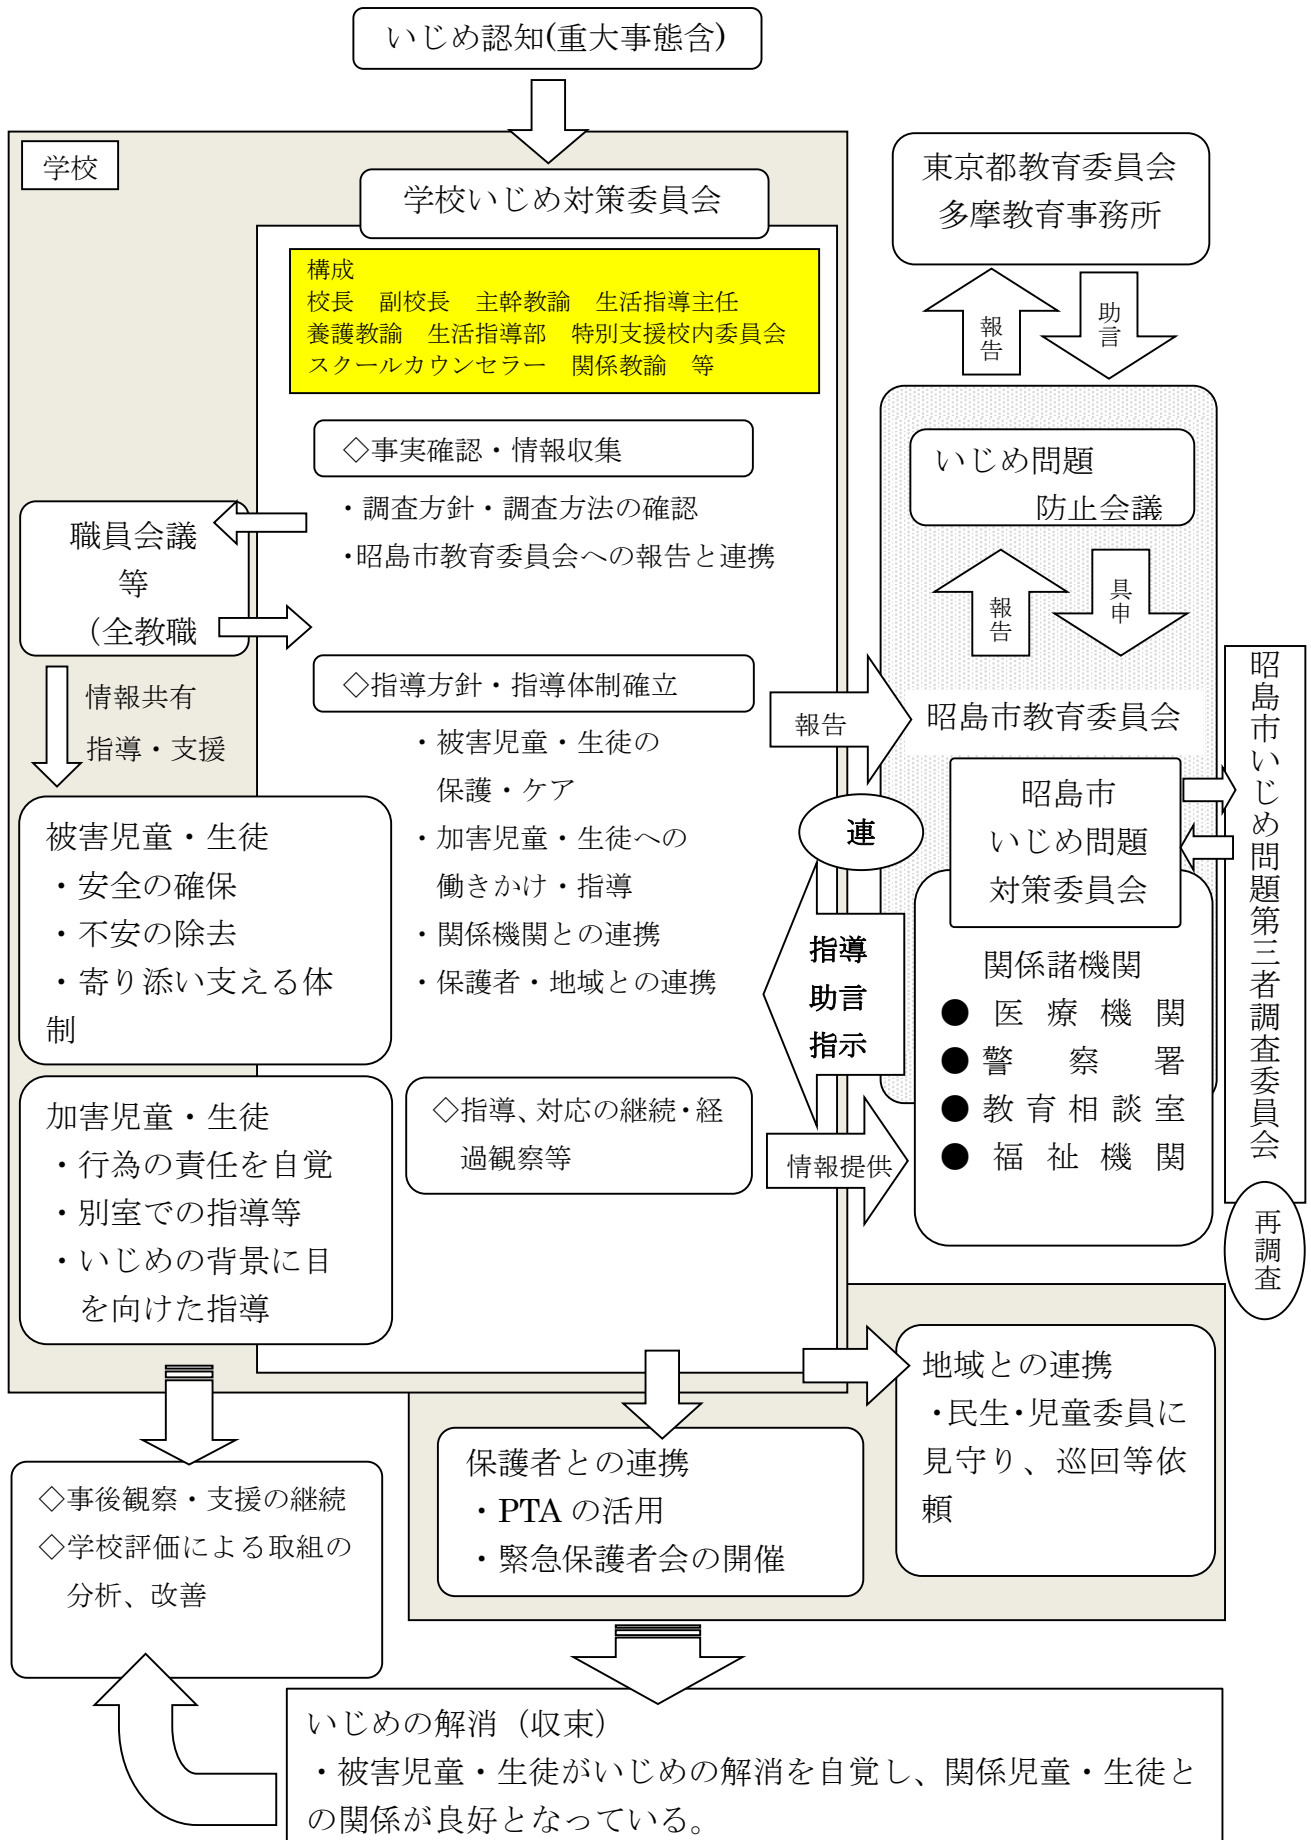 いじめ認知(重大事態含)
学校
学校いじめ対策委員会
構成
校長　副校長　主幹教諭　生活指導主任
養護教諭　生活指導部　特別支援校内委員会
スクールカウンセラー　関係教諭　等
◇事実確認・情報収集
・調査方針・調査方法の確認
・昭島市教育委員会への報告と連携
職員会議
等
（全教職
情報共有
指導・支援
◇指導方針・指導体制確立
・被害児童・生徒の
保護・ケア
・加害児童・生徒への
働きかけ・指導
・関係機関との連携
・保護者・地域との連携
被害児童・生徒
・安全の確保
・不安の除去
・寄り添い支える体
制
加害児童・生徒
・行為の責任を自覚
・別室での指導等
・いじめの背景に目
を向けた指導
◇指導、対応の継続・経
過観察等
東京都教育委員会
多摩教育事務所
報告
助言
いじめ問題
防止会議
報告
具申
報告
昭島市教育委員会
昭島市
いじめ問題
対策委員会
連
指導
助言
指示
関係諸機関
●医療機関
●警察署
●教育相談室
●福祉機関
情報提供
昭島市いじめ問題第三者調査委員会
再調査
地域との連携
・民生・児童委員に
見守り、巡回等依
頼
保護者との連携
・PTA の活用
・緊急保護者会の開催
◇事後観察・支援の継続
◇学校評価による取組の
分析、改善
いじめの解消（収束）
・被害児童・生徒がいじめの解消を自覚し、関係児童・生徒と
の関係が良好となっている。